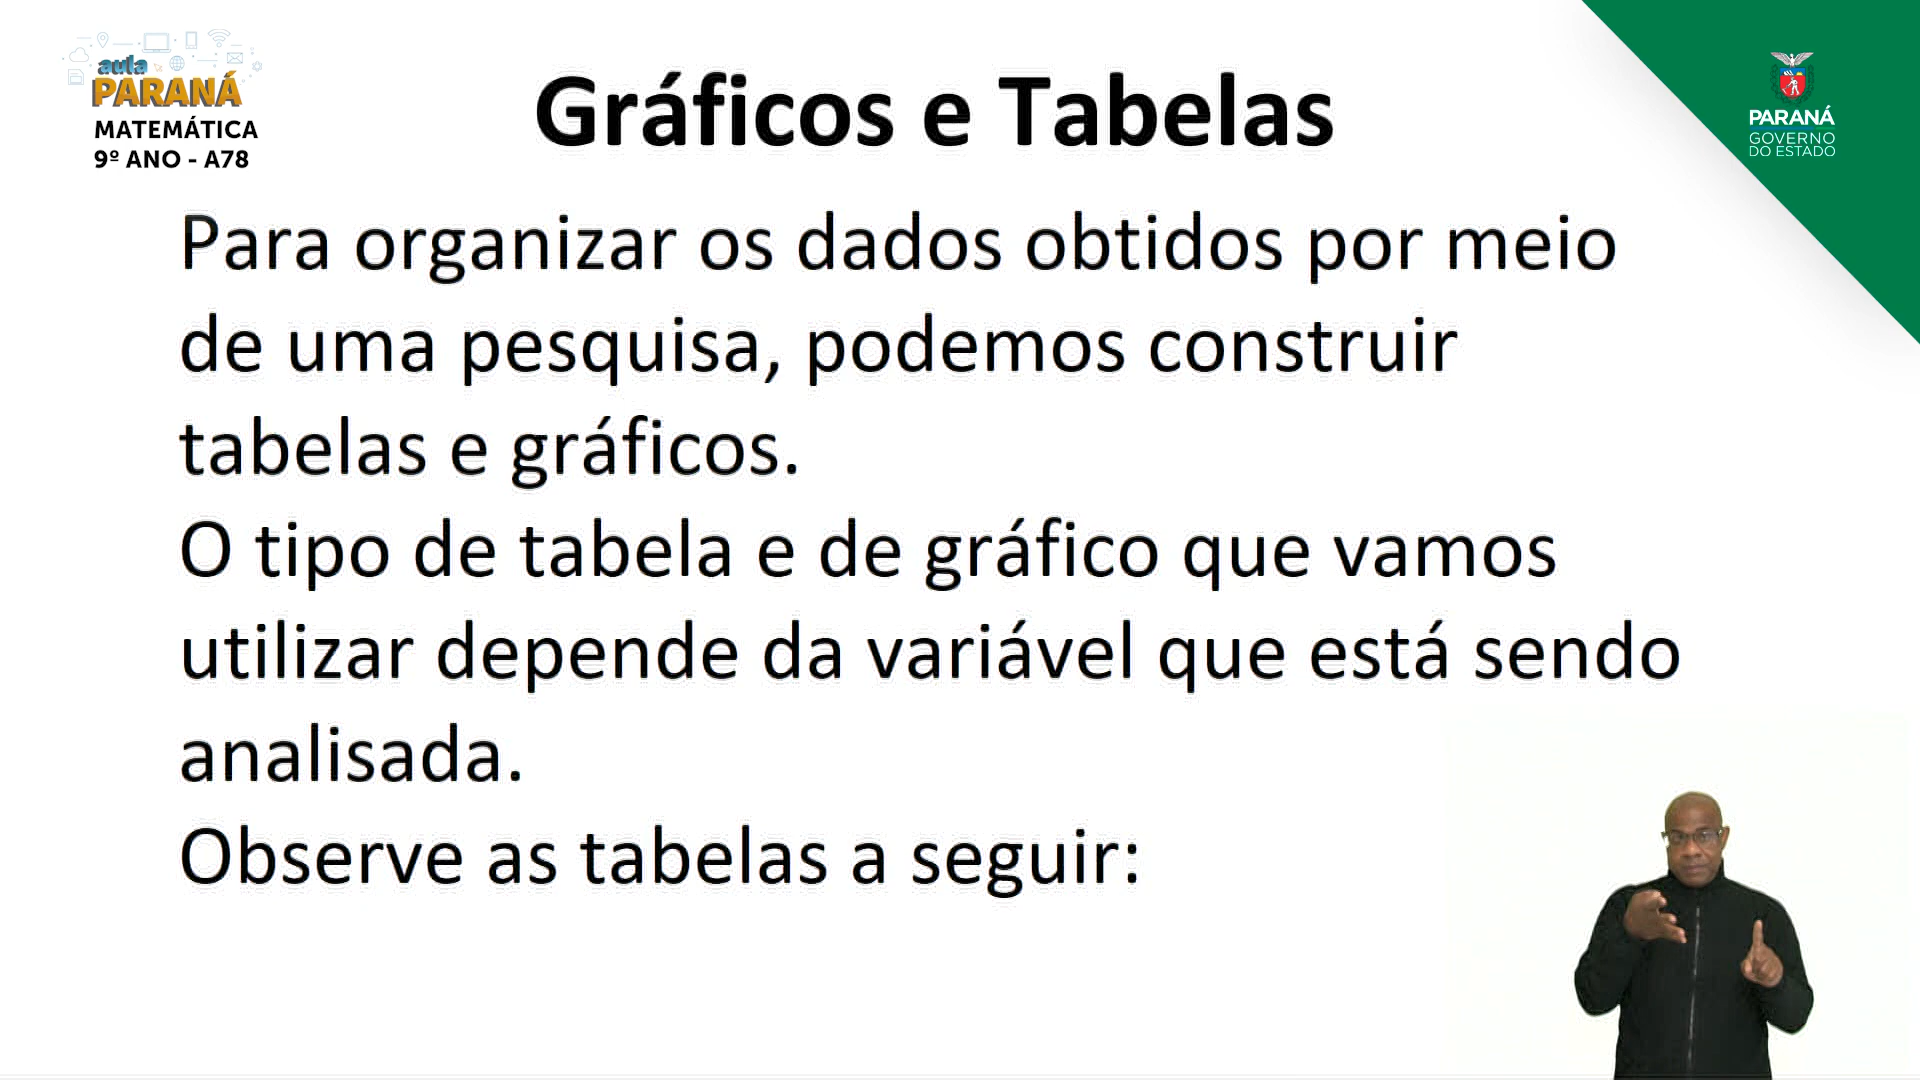 aula
PARANÁ
MATEMÁTICA
9º ANO - A78
Gráficos e Tabelas
PARANÁ
GOVERNO
DO ESTADO
Para organizar os dados obtidos por meio
de uma pesquisa, podemos construir
tabelas e gráficos.
O tipo de tabela e de gráfico que vamos
utilizar depende da variável que está sendo
analisada.
Observe as tabelas a seguir: